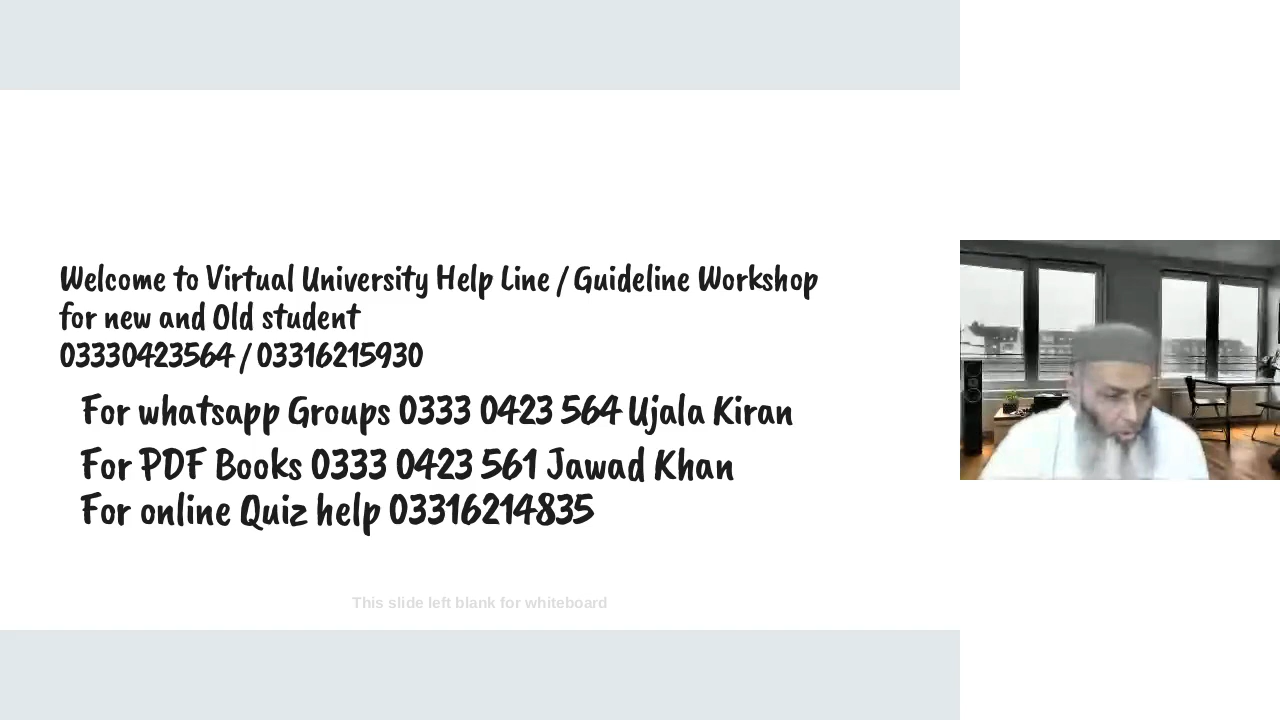 Welcome to Virtual University Help Line / Guideline Workshop
for new and Old student
03330423564 / 03316215930
For whatsapp Groups 0333 0423 564 Ujala Kiran
For PDF Books 0333 0423 561 Jawad Khan
For online Quiz help 03316214835
This slide left blank for whiteboard